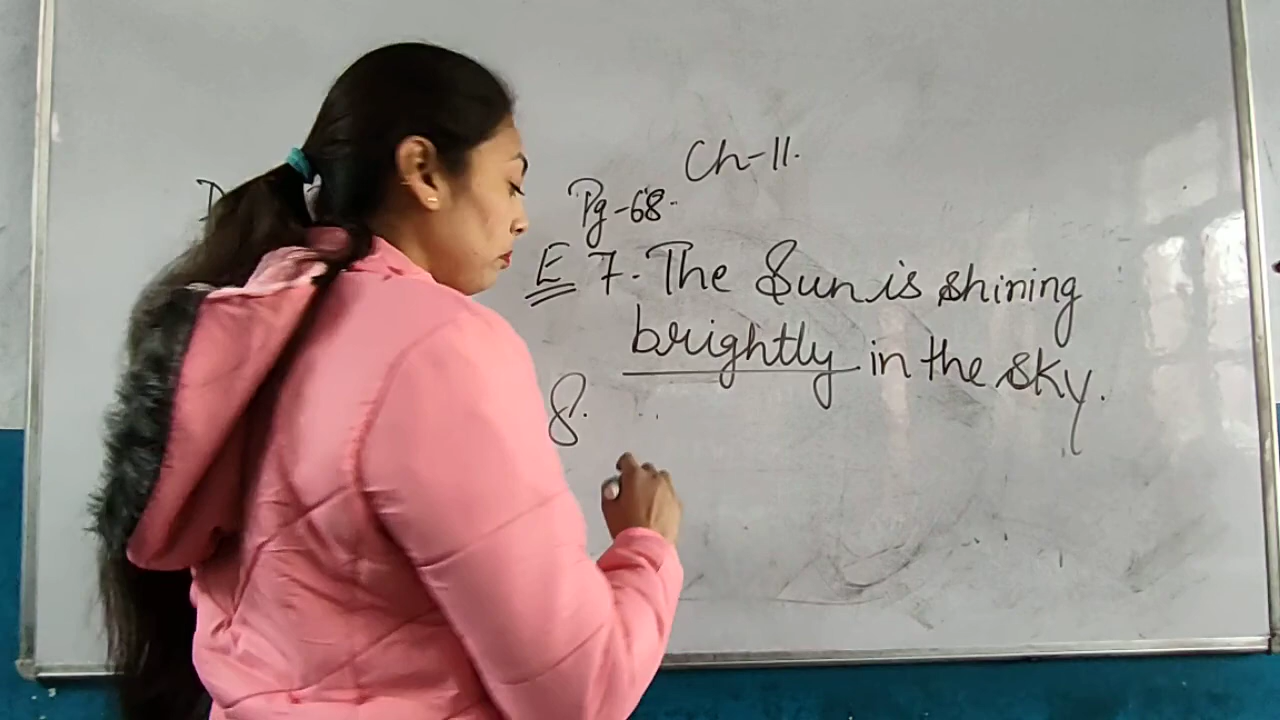 Ch-11.
Pg-68.
E 7. The Sun is shining
brightly in the sky.
8.